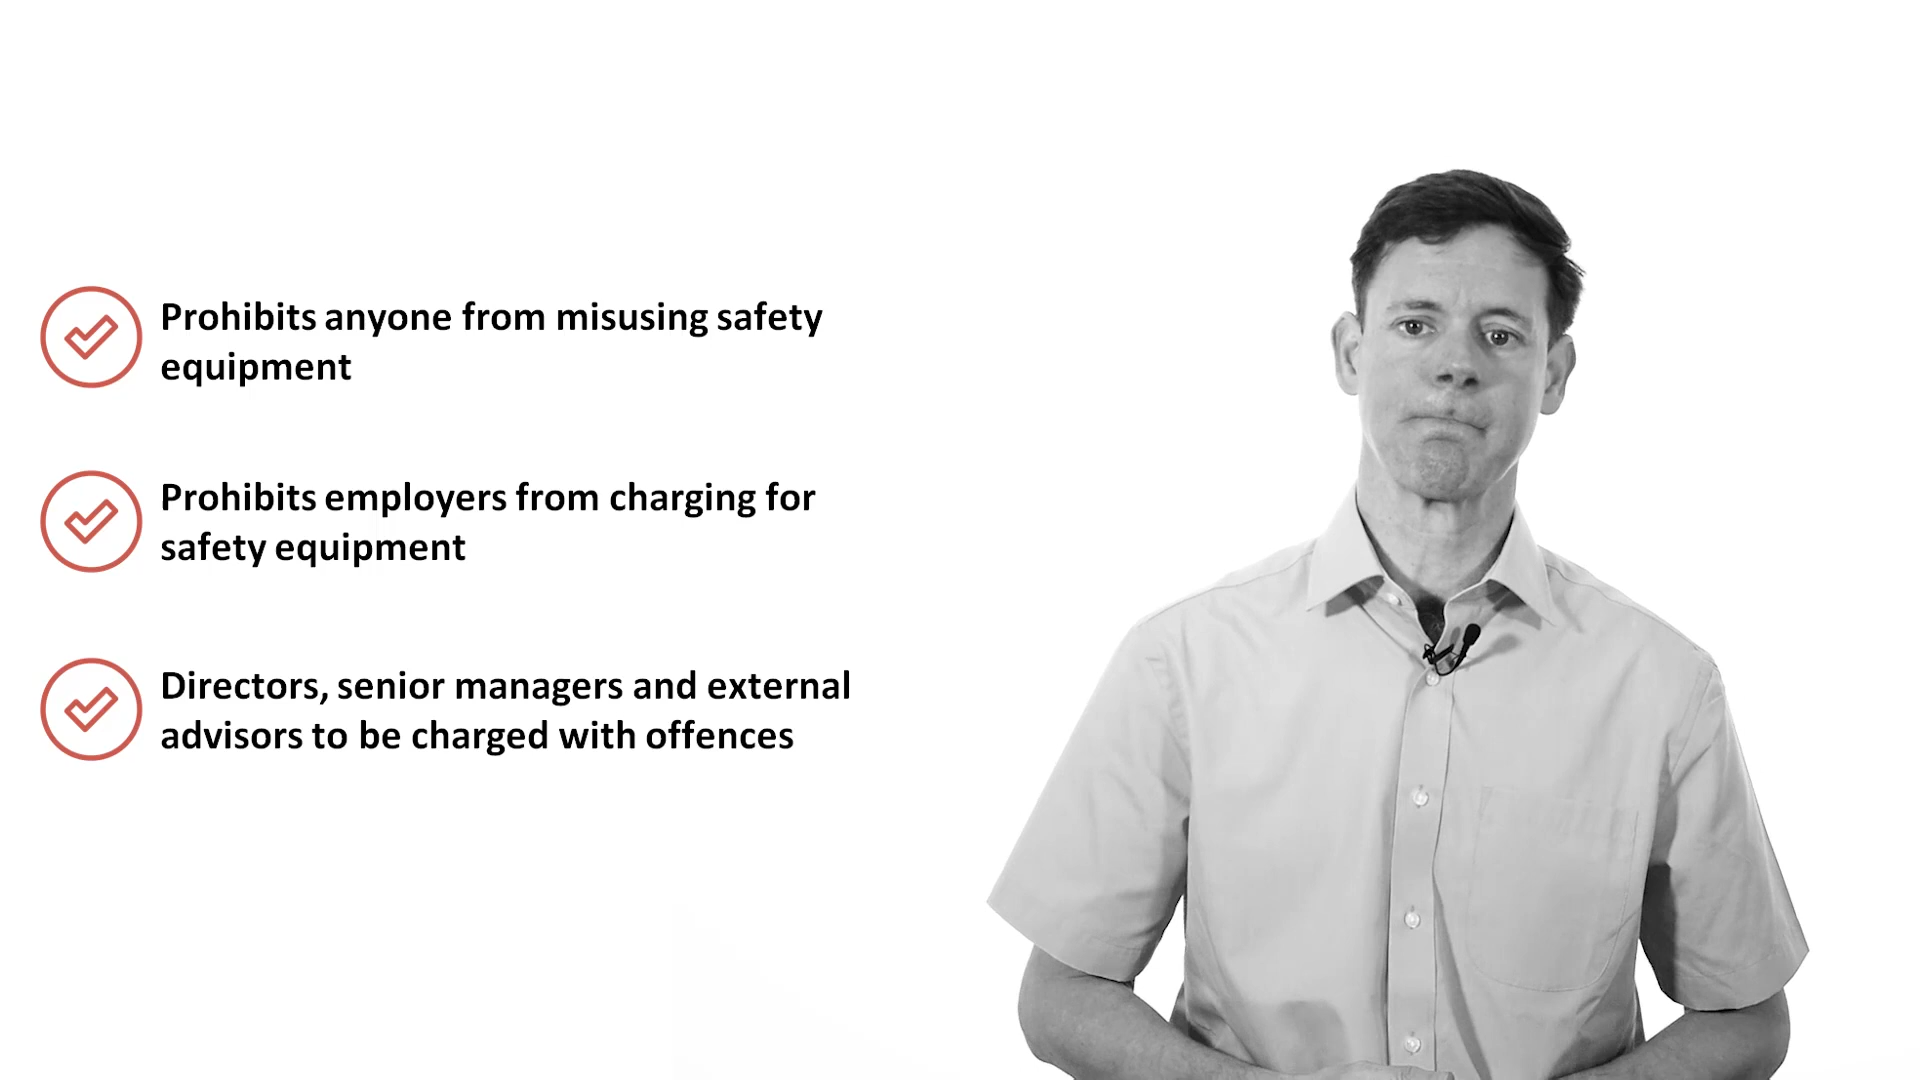 Prohibits anyone from misusing safety
equipment
Prohibits employers from charging for
safety equipment
Directors, senior managers and external
advisors to be charged with offences